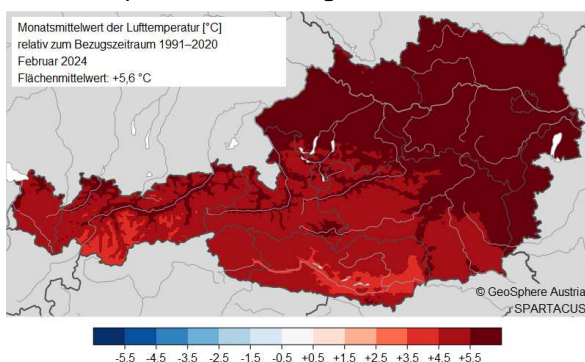 Monatsmittelwert der Lufttemperatur [°C]
relativ zum Bezugszeitraum 1991–2020
Februar 2024
Flächenmittelwert: +5,6 °C
© GeoSphere Austria
SPARTACUS
-5.5 -4.5 -3.5 -2.5 -1.5 -0.5 +0.5 +1.5 +2.5 +3.5 +4.5 +5.5